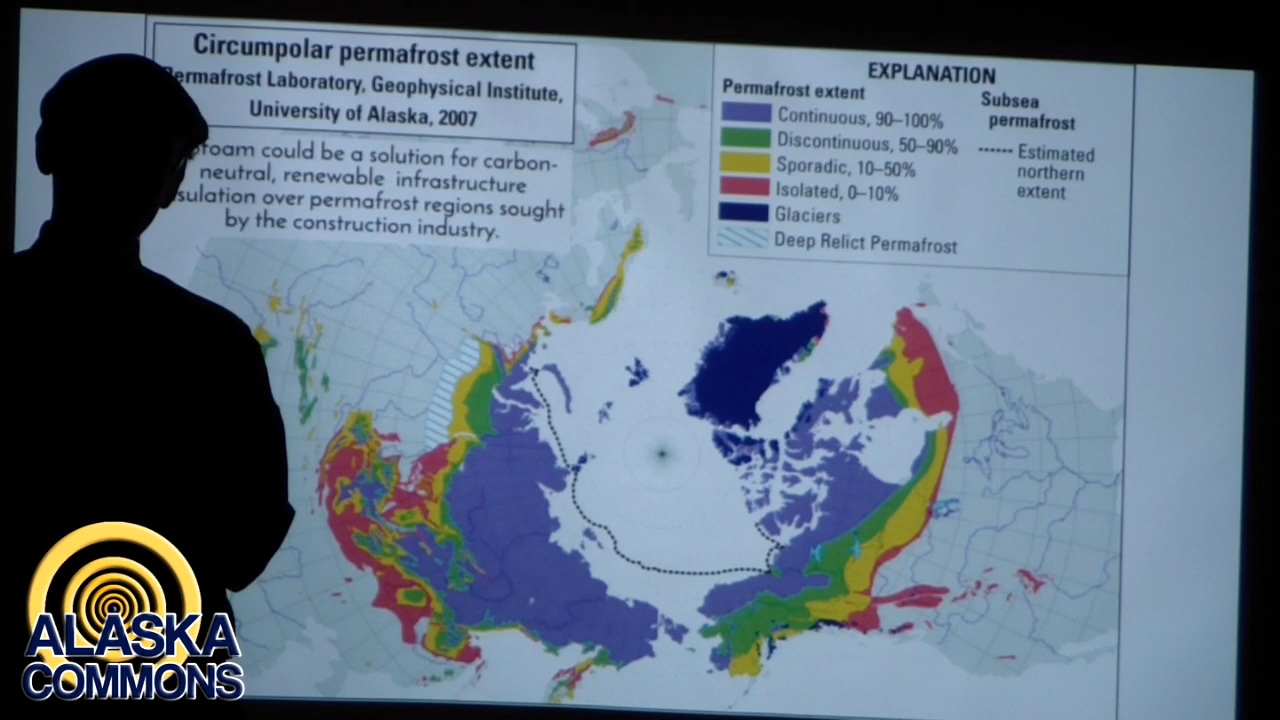 Circumpolar permafrost extent
Permafrost Laboratory, Geophysical Institute,
University of Alaska, 2007
foam could be a solution for carbon-
neutral, renewable infrastructure
sulation over permafrost regions sought
by the construction industry.
EXPLANATION
Permafrost extent
Continuous, 90–100%
Discontinuous, 50–90%
Sporadic, 10–50%
Isolated, 0–10%
Glaciers
Deep Relict Permafrost
Subsea
permafrost
Estimated
northern
extent
ALASKA
COMMONS